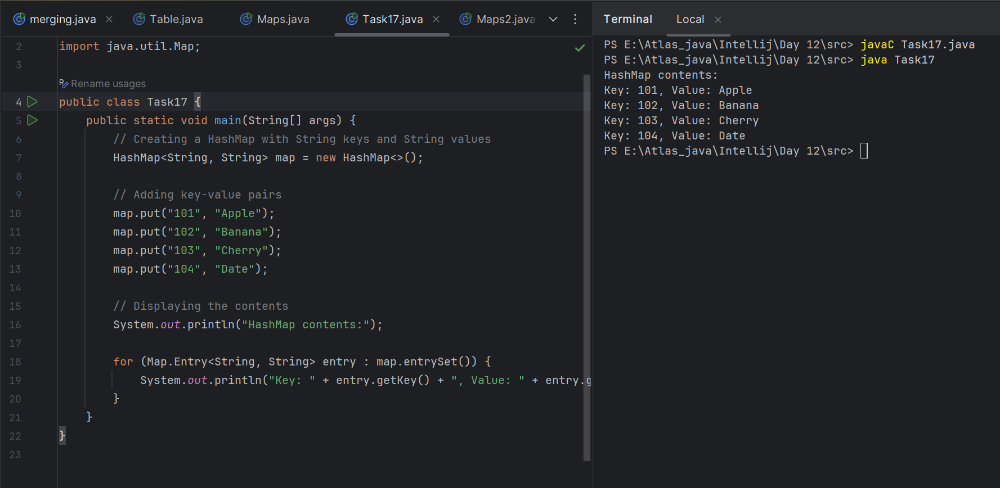 merging.java
Table.java
Maps.java
Task17.java
Maps2.java
2 import java.util.Map;
3
Rename usages
4 public class Task17 {
5 public static void main(String[] args) {
6 // Creating a HashMap with String keys and String values
7 HashMap<String, String> map = new HashMap<>();
8
9 // Adding key-value pairs
10 map.put("101", "Apple");
11 map.put("102", "Banana");
12 map.put("103", "Cherry");
13 map.put("104", "Date");
14
15 // Displaying the contents
16 System.out.println("HashMap contents:");
17
18 for (Map.Entry<String, String> entry : map.entrySet()) {
19 System.out.println("Key: " + entry.getKey() + ", Value: " + entry.g
20 }
21 }
22 }
23
Terminal Local
PS E:\Atlas_java\Intellij\Day 12\src> javaC Task17.java
PS E:\Atlas_java\Intellij\Day 12\src> java Task17
HashMap contents:
Key: 101, Value: Apple
Key: 102, Value: Banana
Key: 103, Value: Cherry
Key: 104, Value: Date
PS E:\Atlas_java\Intellij\Day 12\src>